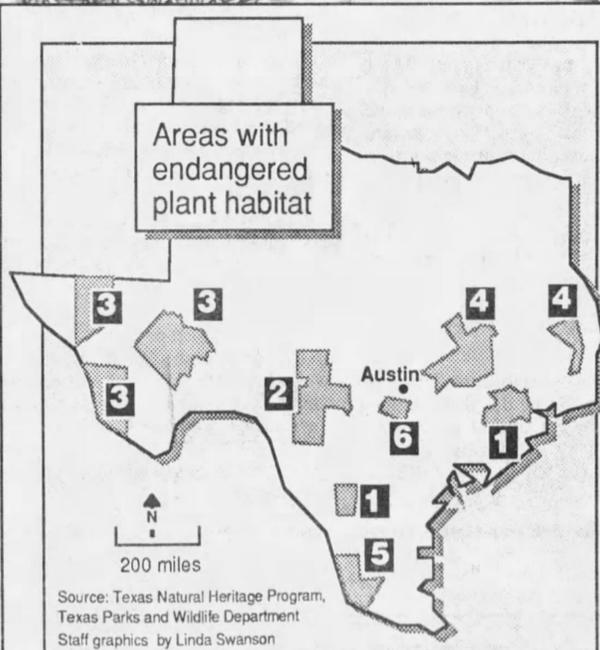 Areas with
endangered
plant habitat
3
3
4
4
3
2
Austin
6
1
1
5
N
200 miles
Source: Texas Natural Heritage Program,
Texas Parks and Wildlife Department
Staff graphics by Linda Swanson